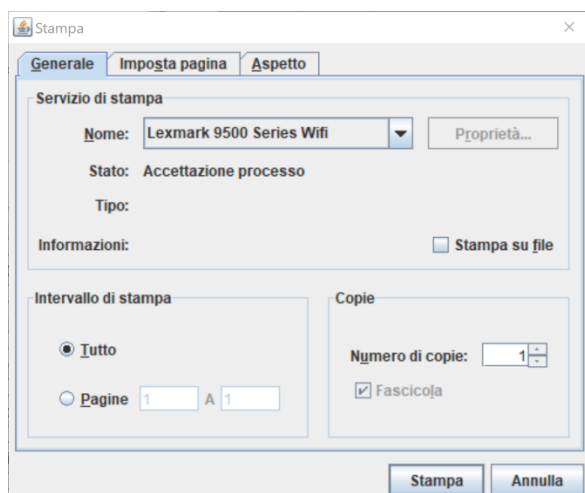 Stampa
Generale Imposta pagina Aspetto
Servizio di stampa
Nome: Lexmark 9500 Series Wifi Proprietà...
Stato: Accettazione processo
Tipo:
Informazioni: Stampa su file
Intervallo di stampa
Tutto
Pagine 1 A 1
Copie
Numero di copie: 1
Fascicola
Stampa Annulla